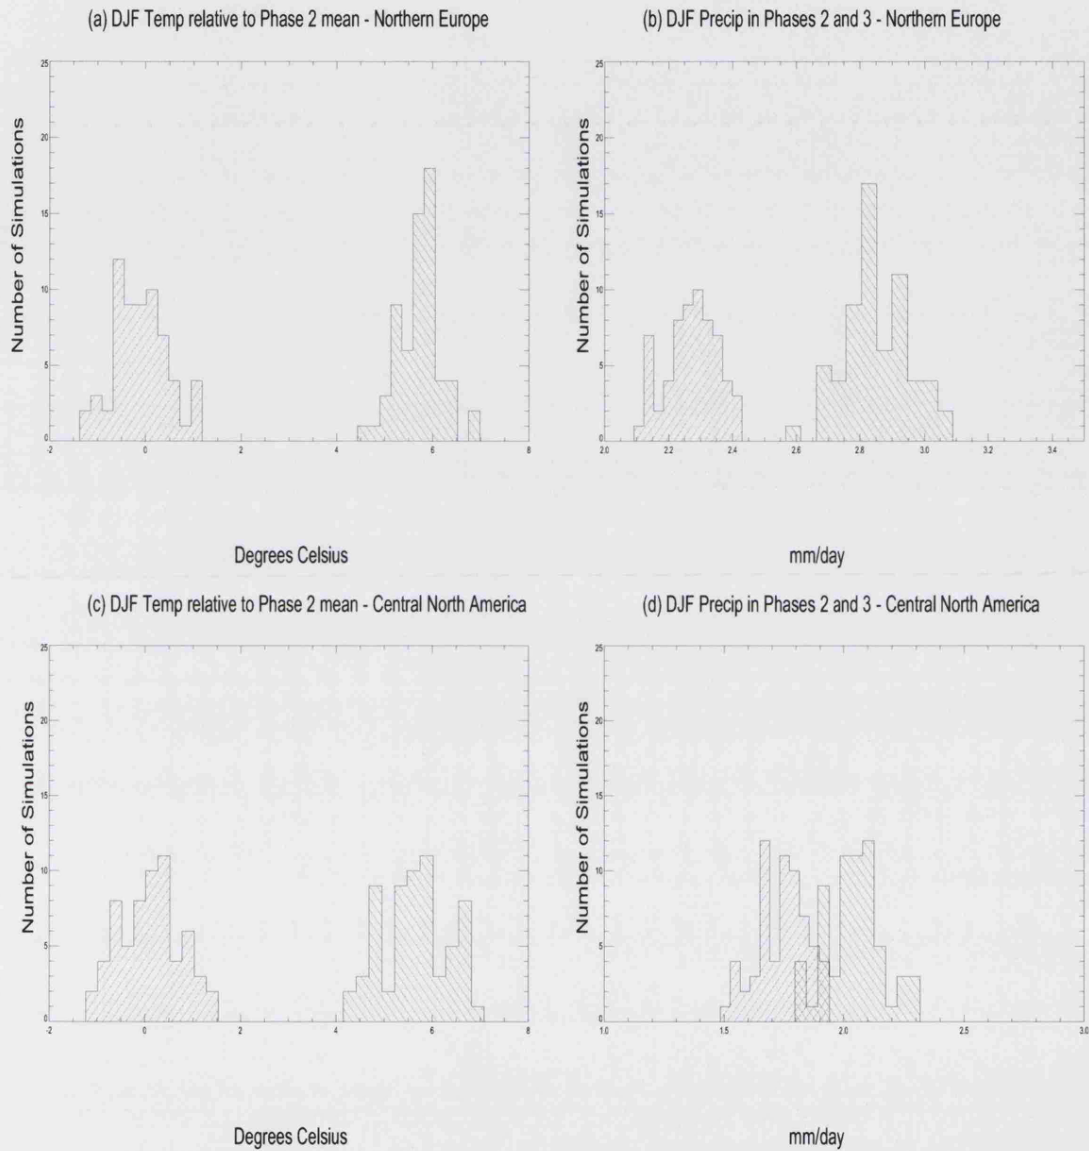 (a) DJF Temp relative to Phase 2 mean - Northern Europe
25
20
15
10
5
0
Number of Simulations
-2 0 2 4 6 8
Degrees Celsius
(b) DJF Precip in Phases 2 and 3 - Northern Europe
25
20
15
10
5
0
Number of Simulations
2.0 2.2 2.4 2.6 2.8 3.0 3.2 3.4
mm/day
(c) DJF Temp relative to Phase 2 mean - Central North America
25
20
15
10
5
0
Number of Simulations
-2 0 2 4 6 8
Degrees Celsius
(d) DJF Precip in Phases 2 and 3 - Central North America
25
20
15
10
5
0
Number of Simulations
1.0 1.5 2.0 2.5 3.0
mm/day